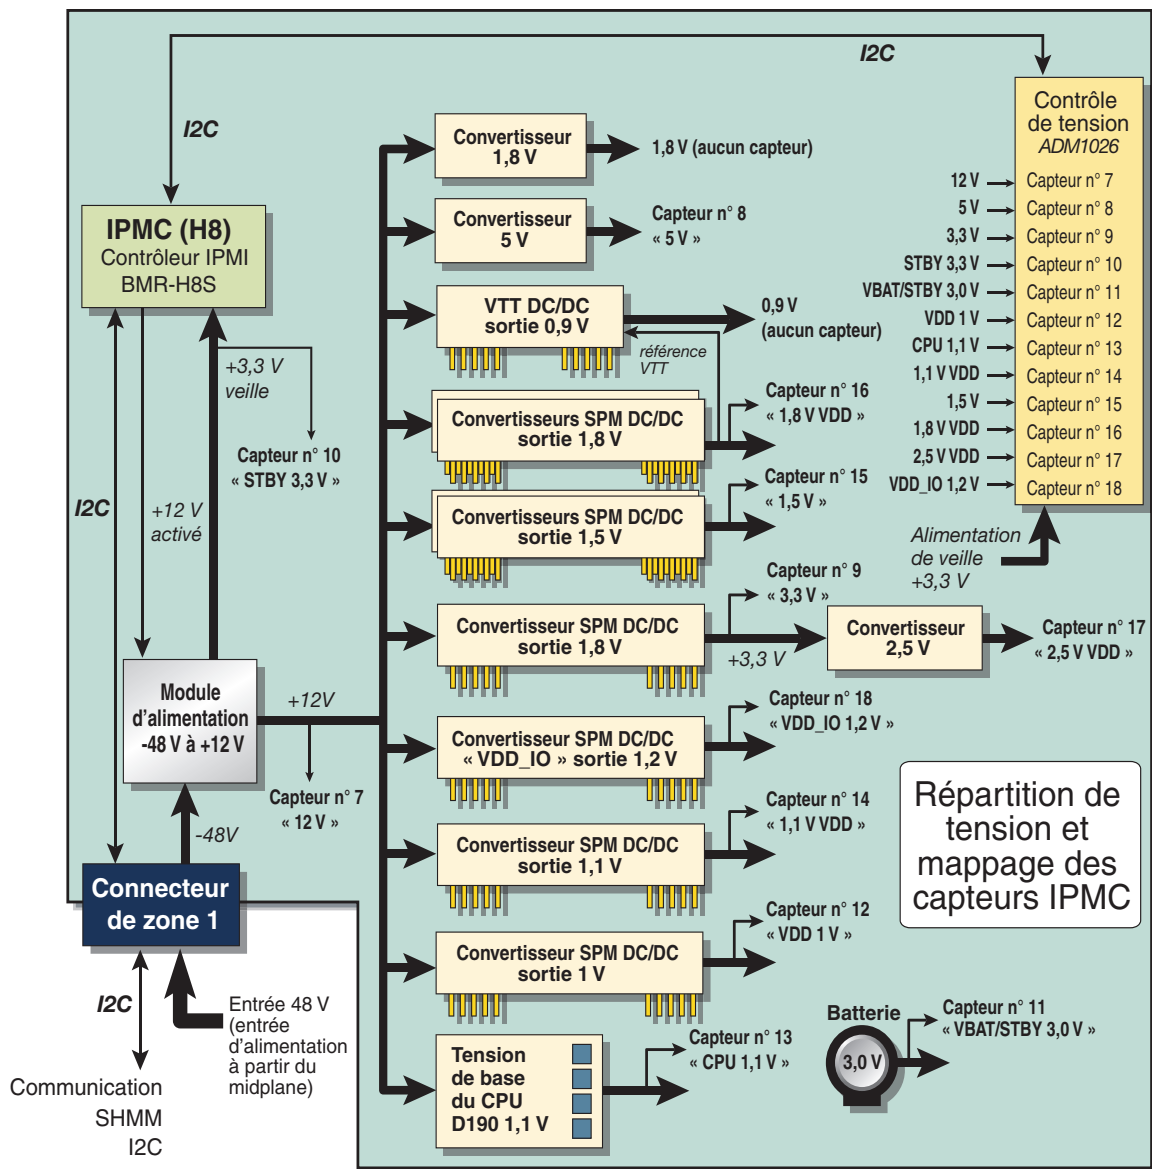 I2C
I2C
Contrôle
de tension
ADM1026
12 V
Capteur n° 7
5 V
Capteur n° 8
3,3 V
Capteur n° 9
STBY 3,3 V
Capteur n° 10
VBAT/STBY 3,0 V
Capteur n° 11
VDD 1 V
Capteur n° 12
CPU 1,1 V
Capteur n° 13
1,1 V VDD
Capteur n° 14
1,5 V
Capteur n° 15
1,8 V VDD
Capteur n° 16
2,5 V VDD
Capteur n° 17
VDD_IO 1,2 V
Capteur n° 18
Alimentation
de veille
+3,3 V
IPMC (H8)
Contrôleur IPMI
BMR-H8S
+3,3 V
veille
Capteur n° 10
« STBY 3,3 V »
I2C
+12 V
activé
Module
d'alimentation
-48 V à +12 V
+12V
Capteur n° 7
« 12 V »
-48V
Connecteur
de zone 1
I2C
Entrée 48 V
(entrée
d'alimentation
à partir du
midplane)
Communication
SHMM
I2C
Convertisseur
1,8 V
1,8 V (aucun capteur)
Convertisseur
5 V
Capteur n° 8
« 5 V »
VTT DC/DC
sortie 0,9 V
0,9 V
(aucun capteur)
référence
VTT
Convertisseurs SPM DC/DC
sortie 1,8 V
Capteur n° 16
« 1,8 V VDD »
Convertisseurs SPM DC/DC
sortie 1,5 V
Capteur n° 15
« 1,5 V »
Convertisseur SPM DC/DC
sortie 1,8 V
Capteur n° 9
« 3,3 V »
+3,3 V
Convertisseur
2,5 V
Capteur n° 17
« 2,5 V VDD »
Convertisseur SPM DC/DC
« VDD_IO » sortie 1,2 V
Capteur n° 18
« VDD_IO 1,2 V »
Convertisseur SPM DC/DC
sortie 1,1 V
Capteur n° 14
« 1,1 V VDD »
Convertisseur SPM DC/DC
sortie 1 V
Capteur n° 12
« VDD 1 V »
Tension
de base
du CPU
D190 1,1 V
Capteur n° 13
« CPU 1,1 V »
Batterie
3,0 V
Capteur n° 11
« VBAT/STBY 3,0 V »
Répartition de
tension et
mappage des
capteurs IPMC